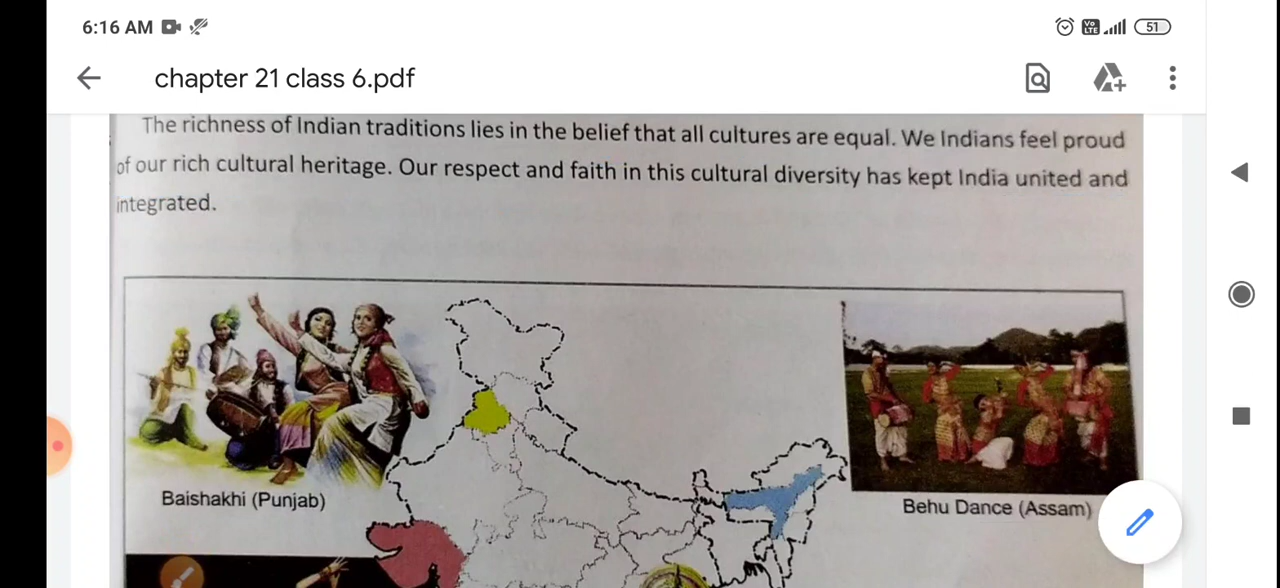 6:16 AM
Vo LTE
51
chapter 21 class 6.pdf
The richness of Indian traditions lies in the belief that all cultures are equal. We Indians feel proud
of our rich cultural heritage. Our respect and faith in this cultural diversity has kept India united and
integrated.
Baishakhi (Punjab)
Behu Dance (Assam)